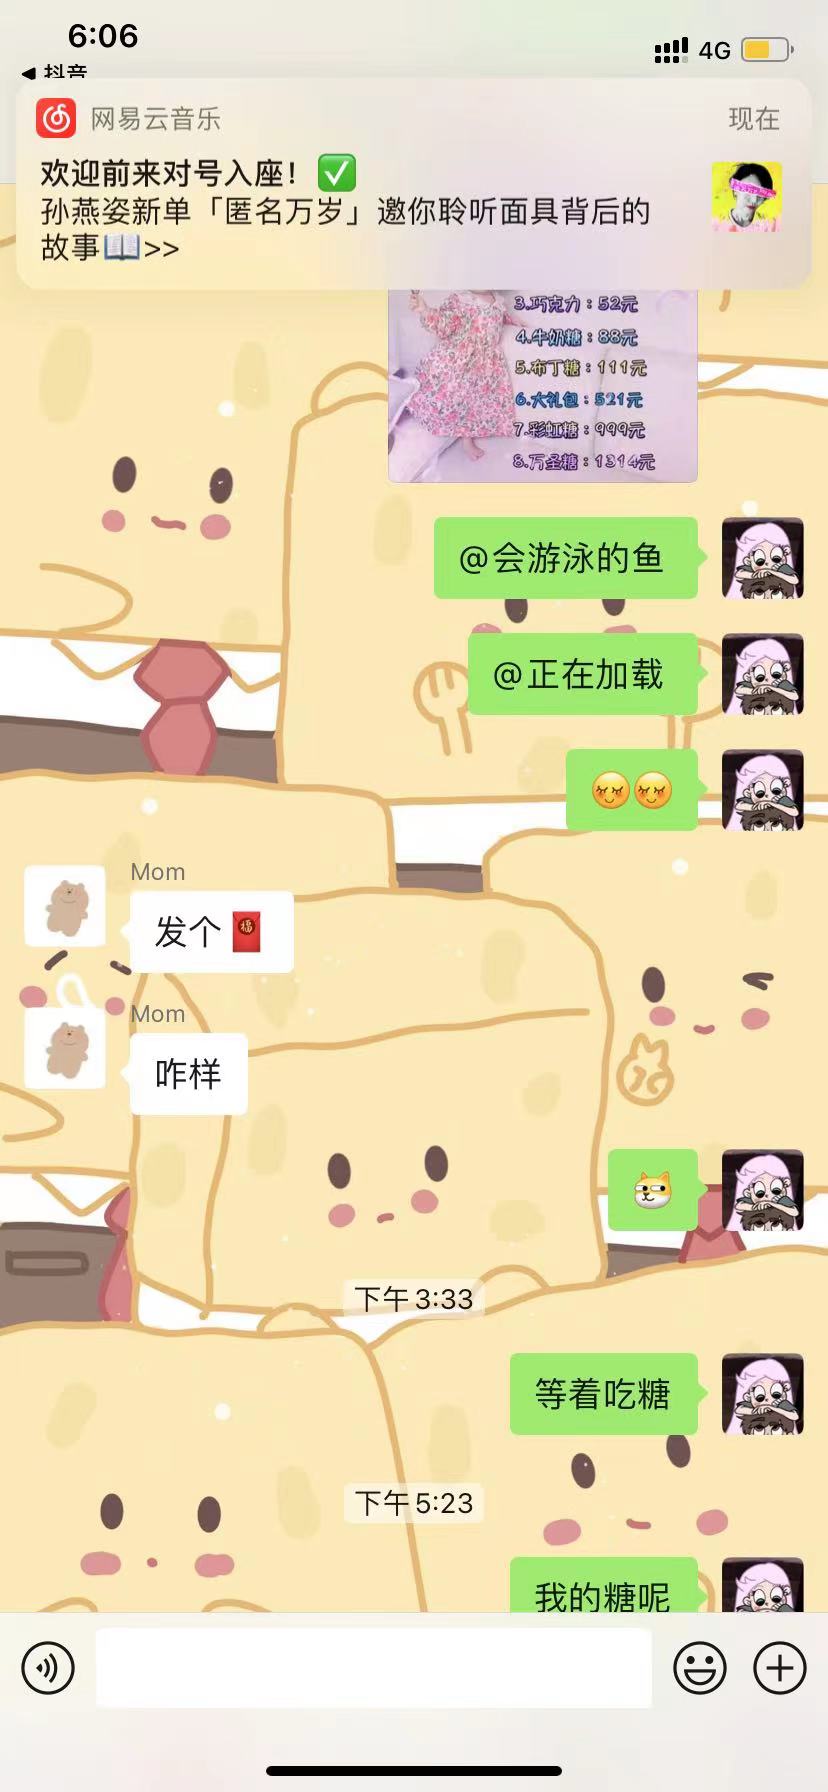 6:06
4G
抖音
网易云音乐
现在
欢迎前来对号入座！✅
孙燕姿新单「匿名万岁」邀你聆听面具背后的
故事📖>>
3.巧克力：52元
4.牛奶糖：88元
5.布丁糖：111元
6.大礼包：521元
7.彩虹糖：999元
8.万圣糖：1314元
@会游泳的鱼
@正在加载
Mom
发个🧧
Mom
咋样
下午3:33
等着吃糖
下午5:23
我的糖呢